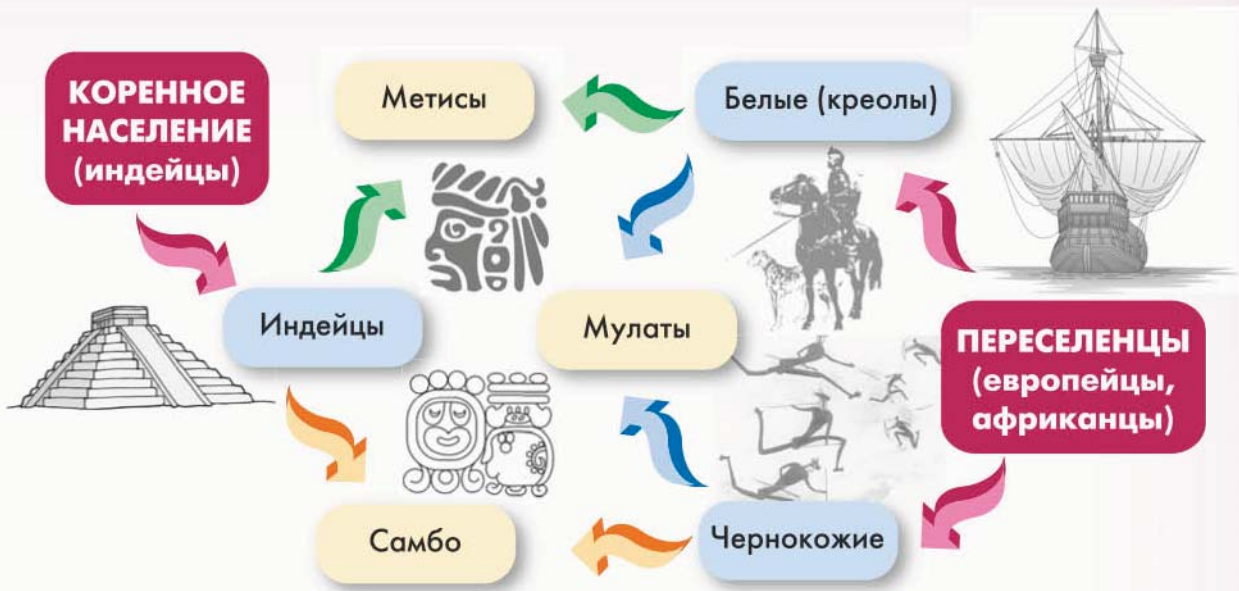 КОРЕННОЕ
НАСЕЛЕНИЕ
(индейцы)
Метисы
Белые (креолы)
Индейцы
Мулаты
ПЕРЕСЕЛЕНЦЫ
(европейцы,
африканцы)
Самбо
Чернокожие